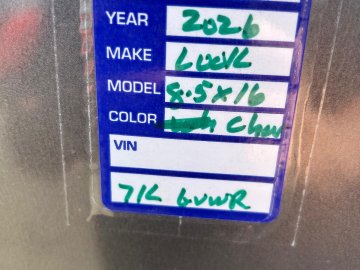 YEAR 2026
MAKE LOOK
MODEL 8.5x16
COLOR Char
VIN
7K GVWR